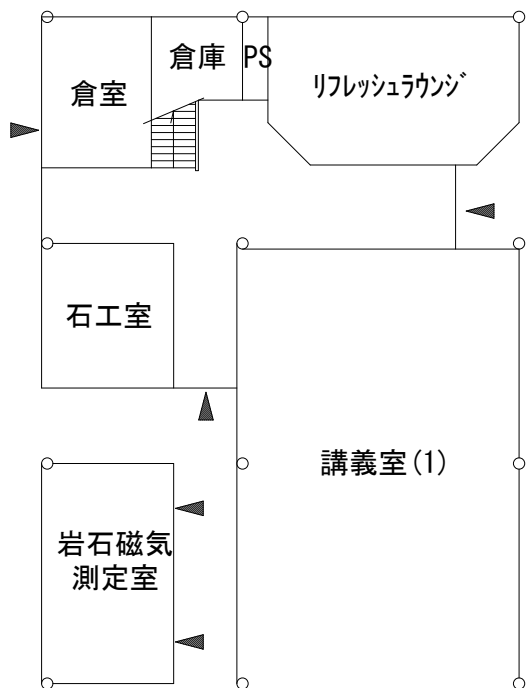 倉庫 PS
倉室
リフレッシュラウンジ
石工室
講義室(1)
岩石磁気
測定室